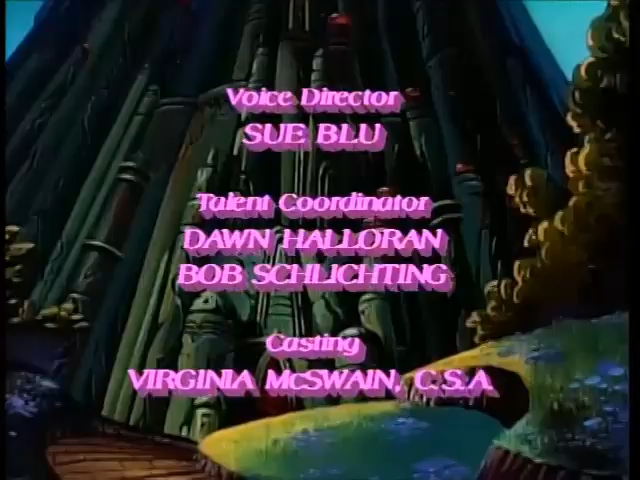 Voice Director
SUE BLU
Talent Coordinator
DAWN HALLORAN
BOB SCHLICHTING
Casting
VIRGINIA McSWAIN, C.S.A.